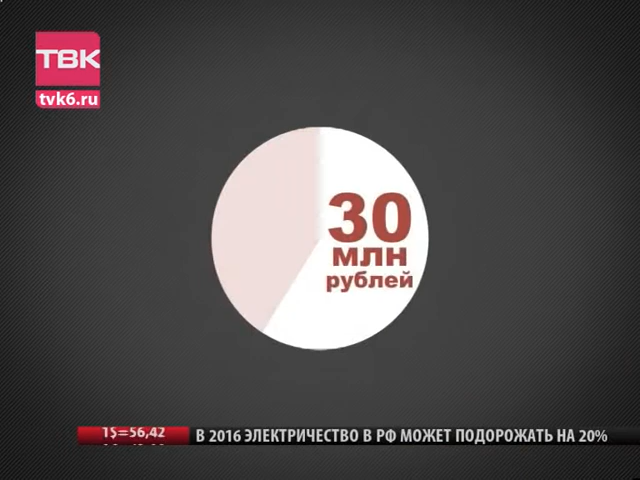 ТВК
tvk6.ru
30
млн
рублей
1$=56,42
В 2016 ЭЛЕКТРИЧЕСТВО В РФ МОЖЕТ ПОДОРОЖАТЬ НА 20%